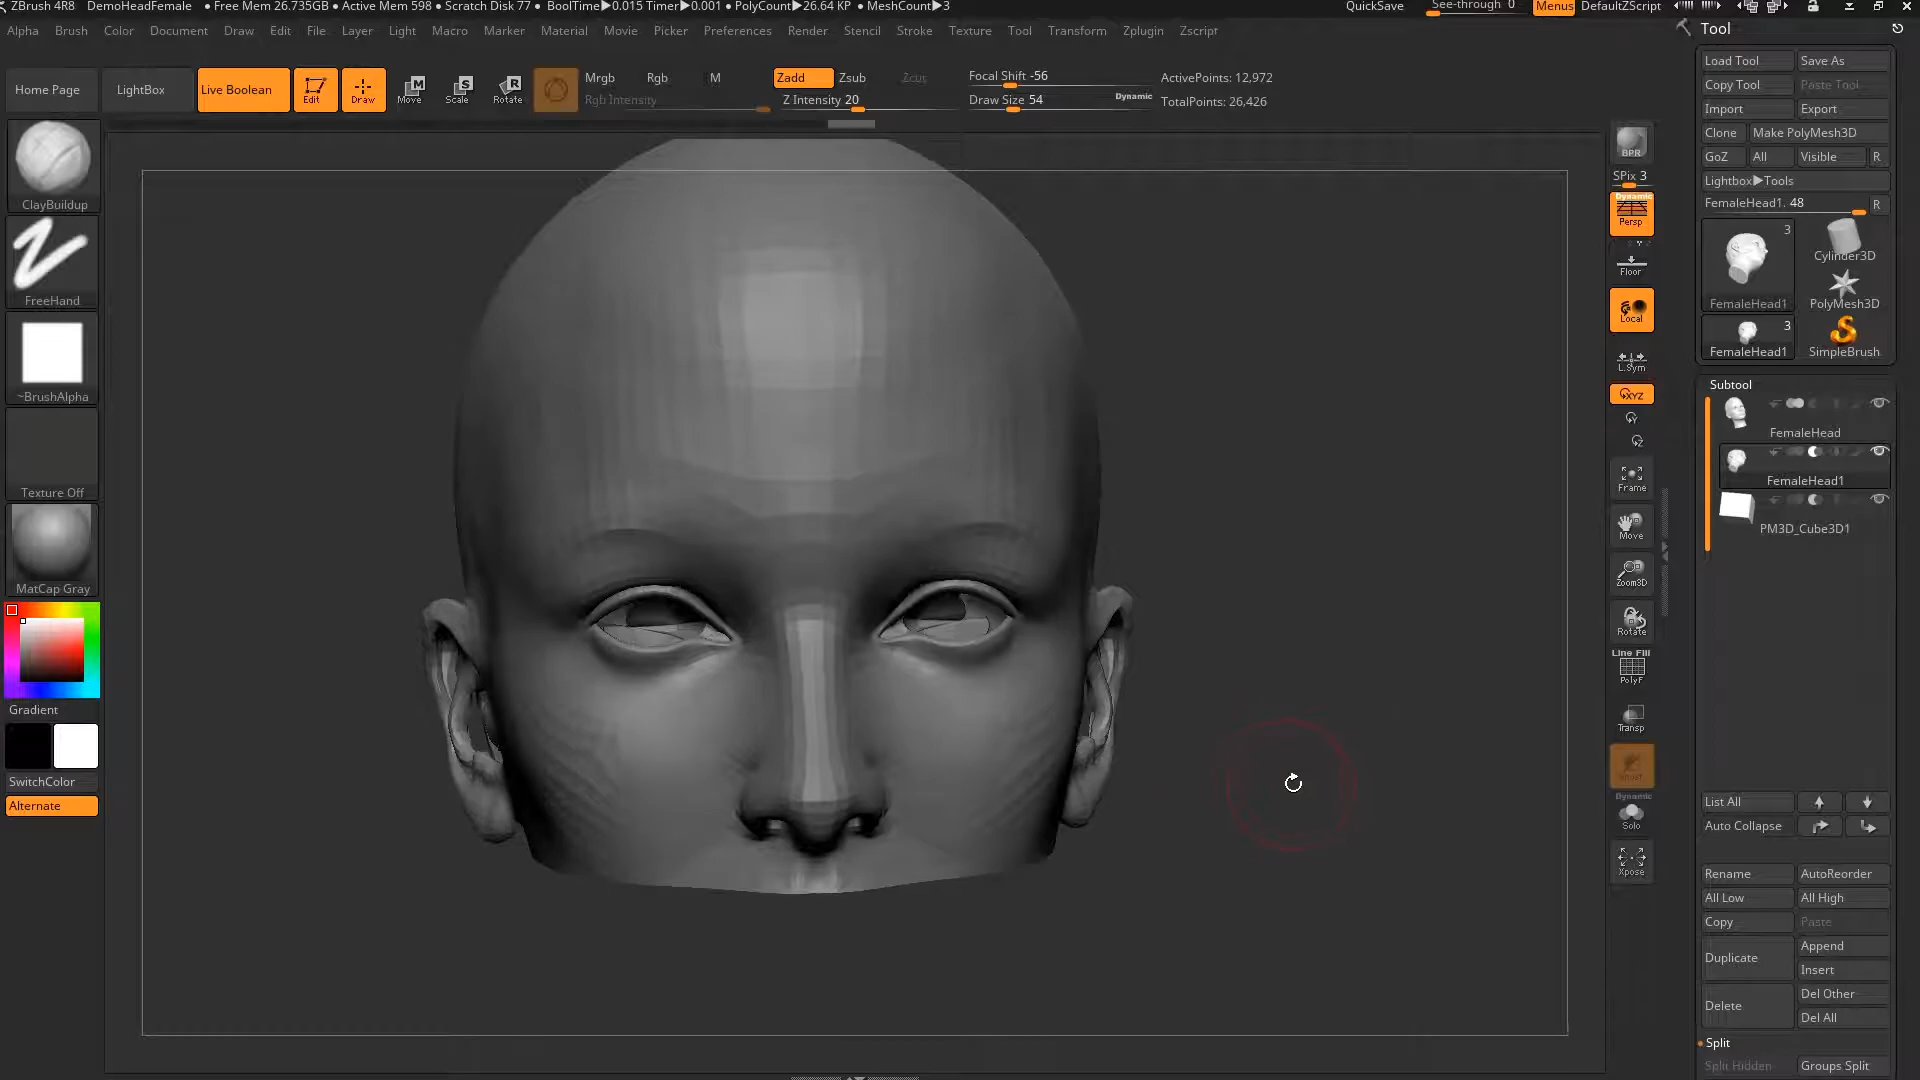 ZBrush 4R8 DemoHeadFemale • Free Mem 26.735GB • Active Mem 598 • Scratch Disk 77 • BoolTime▶0.015 Timer▶0.001 • PolyCount▶26.64 KP • MeshCount▶3 QuickSave See-through 0 Menus DefaultZScript
Alpha Brush Color Document Draw Edit File Layer Light Macro Marker Material Movie Picker Preferences Render Stencil Stroke Texture Tool Transform Zplugin Zscript
Home Page LightBox Live Boolean Edit Draw Move Scale Rotate
Mrgb Rgb M Zadd Zsub Zcut Focal Shift -56 ActivePoints: 12,972
Rgb Intensity Z Intensity 20 Draw Size 54 Dynamic TotalPoints: 26,426
ClayBuildup
FreeHand
~BrushAlpha
Texture Off
MatCap Gray
Gradient
SwitchColor
Alternate
BPR
SPix 3
Dynamic
Persp
Floor
Local
L.Sym
XYZ
Y
Z
Frame
Move
Zoom3D
Rotate
Line Fill
PolyF
Transp
Dynamic
Solo
Xpose
Tool
Load Tool Save As
Copy Tool Paste Tool
Import Export
Clone Make PolyMesh3D
GoZ All Visible R
Lightbox▶Tools
FemaleHead1. 48 R
3
Cylinder3D
FemaleHead1 PolyMesh3D
3
FemaleHead1 SimpleBrush
Subtool
FemaleHead
FemaleHead1
PM3D_Cube3D1
List All
Auto Collapse
Rename AutoReorder
All Low All High
Copy Paste
Duplicate Append
Insert
Delete Del Other
Del All
Split
Split Hidden Groups Split